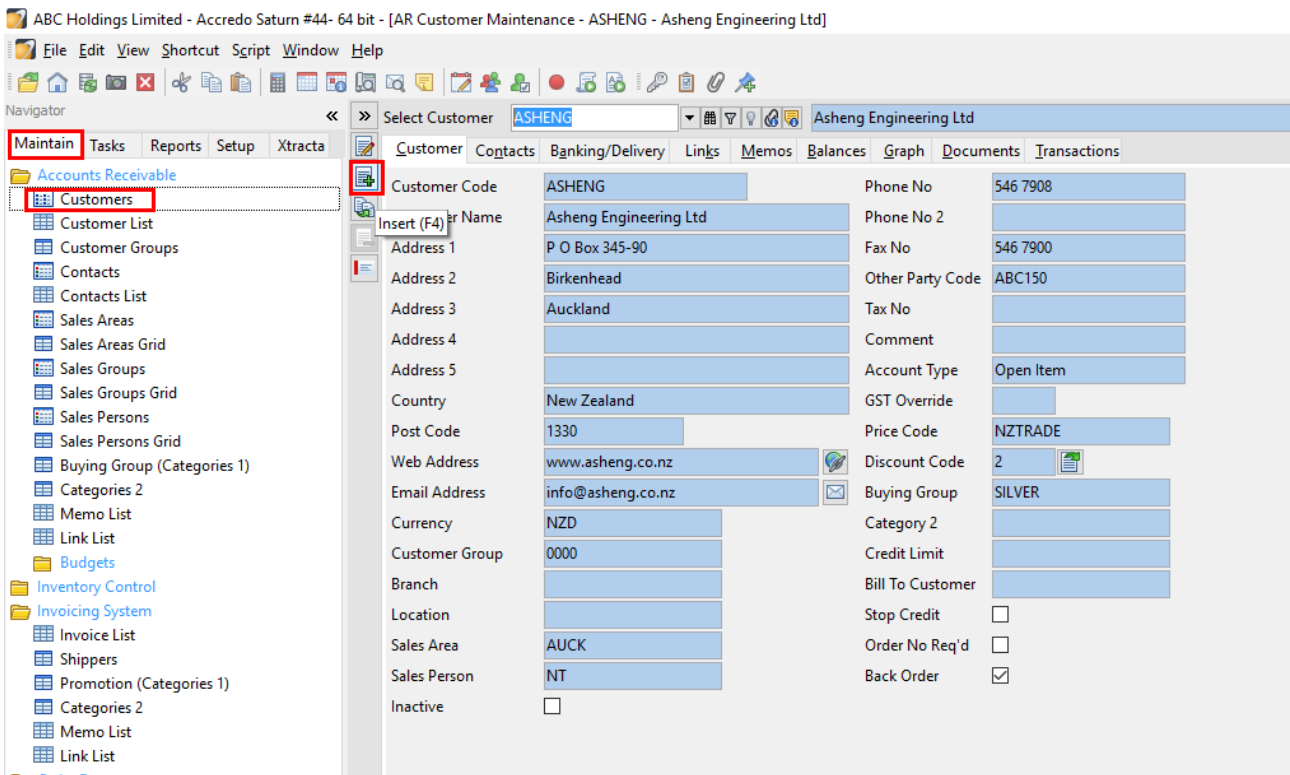 ABC Holdings Limited - Accredo Saturn #44- 64 bit - [AR Customer Maintenance - ASHENG - Asheng Engineering Ltd]
File Edit View Shortcut Script Window Help
Navigator
Maintain Tasks Reports Setup Xtracta
Accounts Receivable
Customers
Customer List
Customer Groups
Contacts
Contacts List
Sales Areas
Sales Areas Grid
Sales Groups
Sales Groups Grid
Sales Persons
Sales Persons Grid
Buying Group (Categories 1)
Categories 2
Memo List
Link List
Budgets
Inventory Control
Invoicing System
Invoice List
Shippers
Promotion (Categories 1)
Categories 2
Memo List
Link List
Select Customer ASHENG Asheng Engineering Ltd
Customer Contacts Banking/Delivery Links Memos Balances Graph Documents Transactions
Insert (F4)
Customer Code ASHENG
er Name Asheng Engineering Ltd
Address 1 P O Box 345-90
Address 2 Birkenhead
Address 3 Auckland
Address 4
Address 5
Country New Zealand
Post Code 1330
Web Address www.asheng.co.nz
Email Address info@asheng.co.nz
Currency NZD
Customer Group 0000
Branch
Location
Sales Area AUCK
Sales Person NT
Inactive
Phone No 546 7908
Phone No 2
Fax No 546 7900
Other Party Code ABC150
Tax No
Comment
Account Type Open Item
GST Override
Price Code NZTRADE
Discount Code 2
Buying Group SILVER
Category 2
Credit Limit
Bill To Customer
Stop Credit
Order No Req'd
Back Order